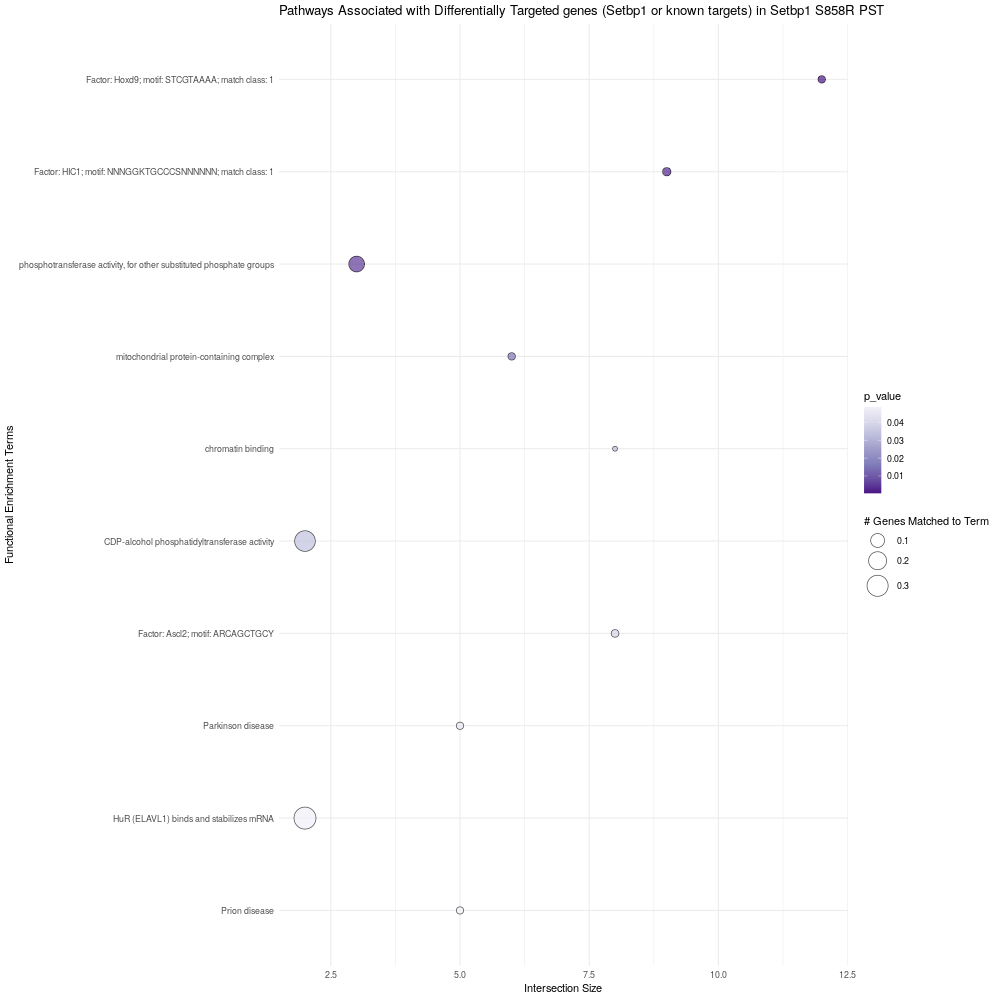 Pathways Associated with Differentially Targeted genes (Setbp1 or known targets) in Setbp1 S858R PST
Functional Enrichment Terms
Factor: Hoxd9; motif: STCGTAAAA; match class: 1
Factor: HIC1; motif: NNNGGKTGCCCSNNNNNN; match class: 1
phosphotransferase activity, for other substituted phosphate groups
mitochondrial protein-containing complex
chromatin binding
CDP-alcohol phosphatidyltransferase activity
Factor: Ascl2; motif: ARCAGCTGCY
Parkinson disease
HuR (ELAVL1) binds and stabilizes mRNA
Prion disease
2.5 5.0 7.5 10.0 12.5
Intersection Size
p_value
0.04
0.03
0.02
0.01
# Genes Matched to Term
0.1
0.2
0.3